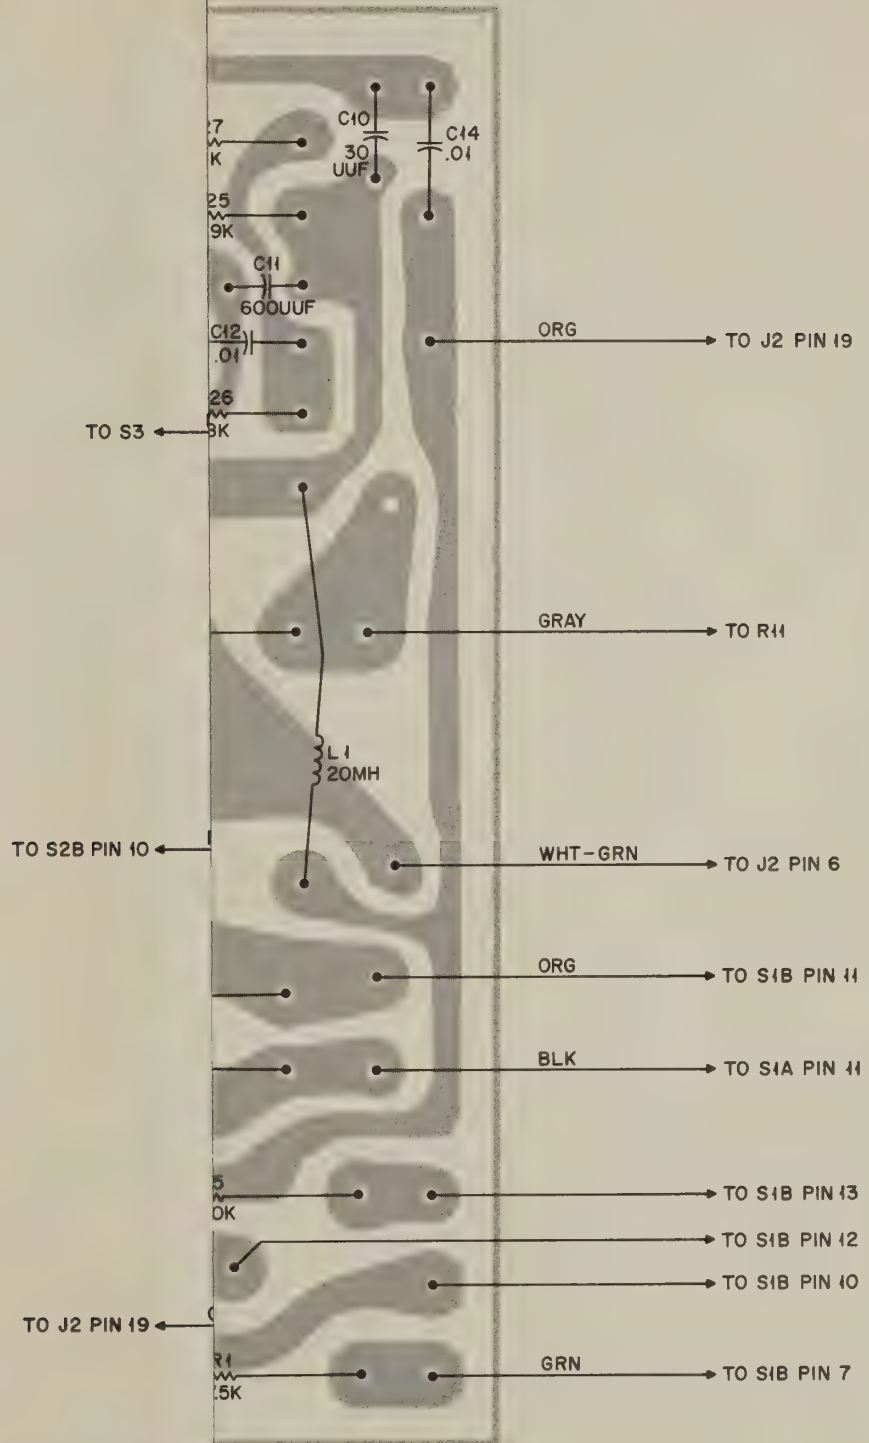 C10
27
K
30
UUF
C14
.01
25
9K
C11
600UUF
C12
.01
ORG
TO J2 PIN 19
26
TO S3
GRAY
TO R11
L1
20MH
TO S2B PIN 10
WHT-GRN
TO J2 PIN 6
ORG
TO S1B PIN 11
BLK
TO S1A PIN 11
TO S1B PIN 13
TO S1B PIN 12
TO S1B PIN 10
TO J2 PIN 19
R1
GRN
.5K
TO S1B PIN 7